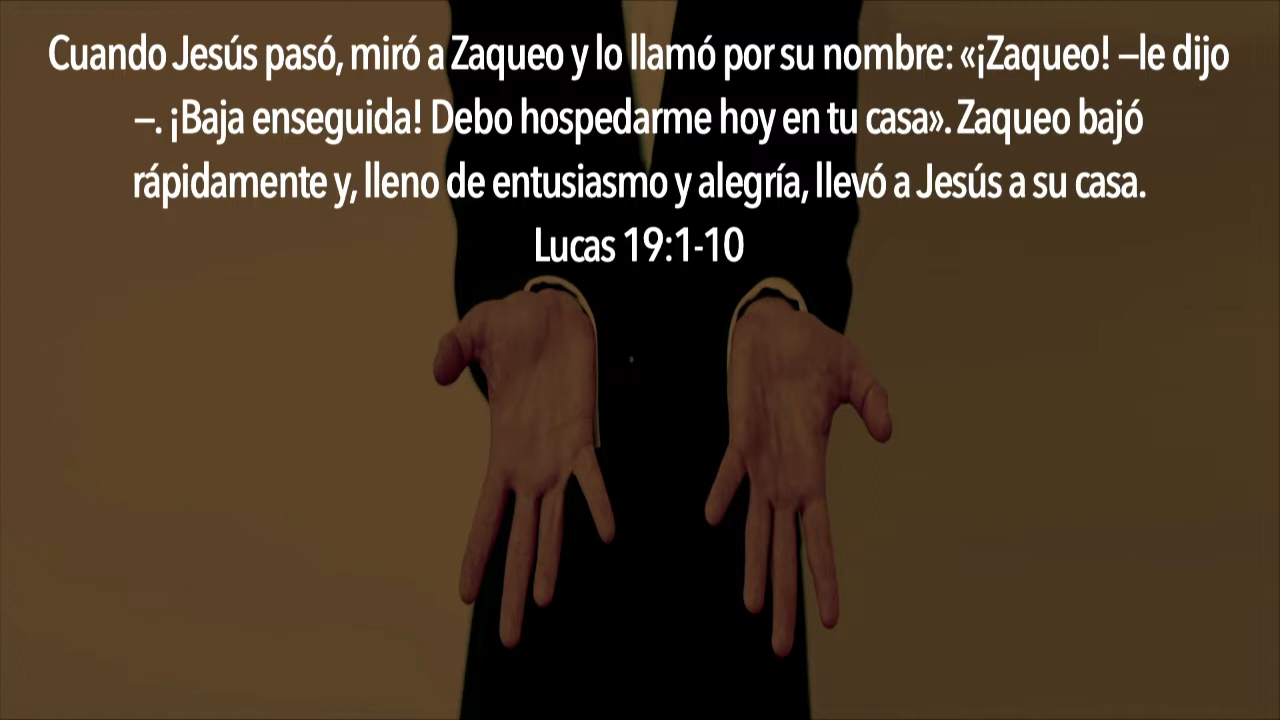 Cuando Jesús pasó, miró a Zaqueo y lo llamó por su nombre: «¡Zaqueo! —le dijo
—. ¡Baja enseguida! Debo hospedarme hoy en tu casa». Zaqueo bajó
rápidamente y, lleno de entusiasmo y alegría, llevó a Jesús a su casa.
Lucas 19:1-10